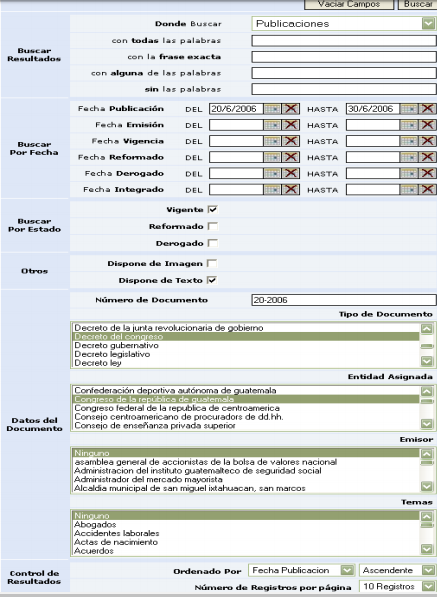 Vaciar Campos Buscar
Donde Buscar Publicaciones
con todas las palabras
Buscar Resultados
con la frase exacta
con alguna de las palabras
sin las palabras
Fecha Publicación DEL 20/6/2006 HASTA 30/6/2006
Fecha Emisión DEL HASTA
Buscar Por Fecha
Fecha Vigencia DEL HASTA
Fecha Reformado DEL HASTA
Fecha Derogado DEL HASTA
Fecha Integrado DEL HASTA
Buscar Por Estado
Vigente
Reformado
Derogado
Otros
Dispone de Imagen
Dispone de Texto
Número de Documento 20-2006
Tipo de Documento
Decreto de la junta revolucionaria de gobierno
Decreto del congreso
Decreto gubernativo
Decreto legislativo
Decreto ley
Entidad Asignada
Confederación deportiva autónoma de guatemala
Congreso de la república de guatemala
Congreso federal de la republica de centroamerica
Consejo centroamericano de procuradors de dd.hh.
Consejo de enseñanza privada superior
Datos del Documento
Emisor
Ninguno
asamblea general de accionistas de la bolsa de valores nacional
Administracion del instituto guatemalteco de seguridad social
Administrador del mercado mayorista
Alcaldia municipal de san miguel ixtahuacan, san marcos
Temas
Ninguno
Abogados
Accidentes laborales
Actas de nacimiento
Acuerdos
Control de Resultados
Ordenado Por Fecha Publicacion Ascendente
Número de Registros por página 10 Registros